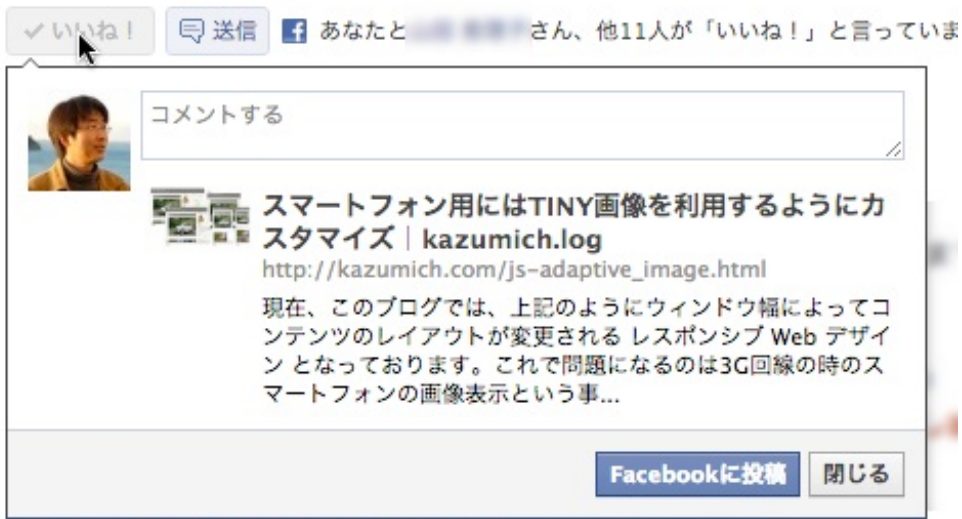 いいね!
送信
あなたと さん、他11人が「いいね!」と言っていま
コメントする
スマートフォン用にはTINY画像を利用するようにカ
スタマイズ｜kazumich.log
http://kazumich.com/js-adaptive_image.html
現在、このブログでは、上記のようにウィンドウ幅によってコ
ンテンツのレイアウトが変更される レスポンシブ Web デザイ
ン となっております。これで問題になるのは3G回線の時のス
マートフォンの画像表示という事...
Facebookに投稿
閉じる